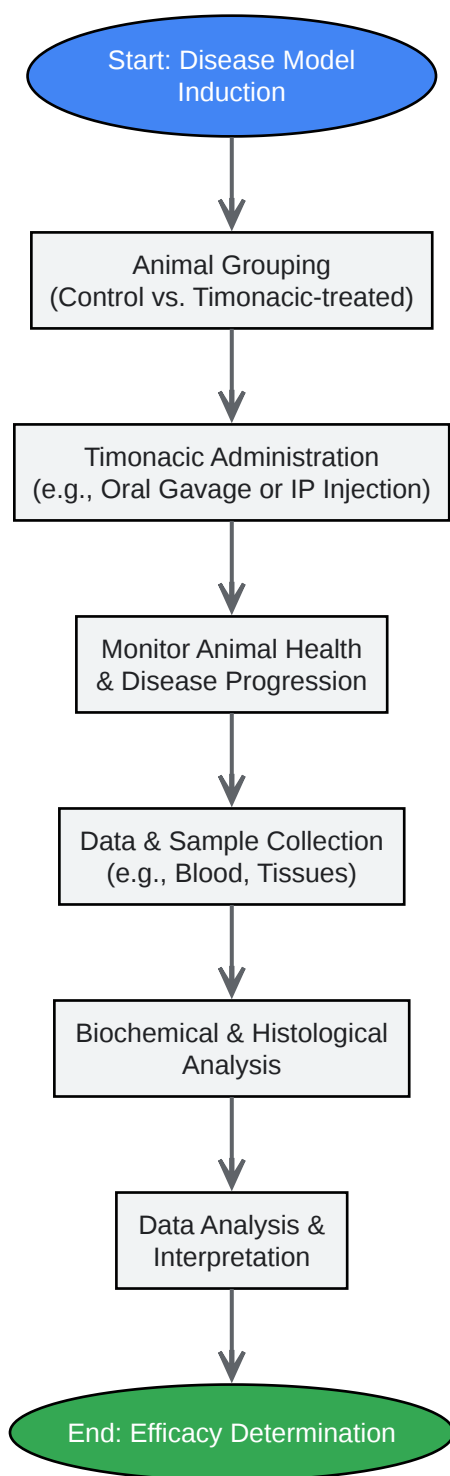 Start: Disease Model
Induction
Animal Grouping
(Control vs. Timonacic-treated)
Timonacic Administration
(e.g., Oral Gavage or IP Injection)
Monitor Animal Health
& Disease Progression
Data & Sample Collection
(e.g., Blood, Tissues)
Biochemical & Histological
Analysis
Data Analysis &
Interpretation
End: Efficacy Determination